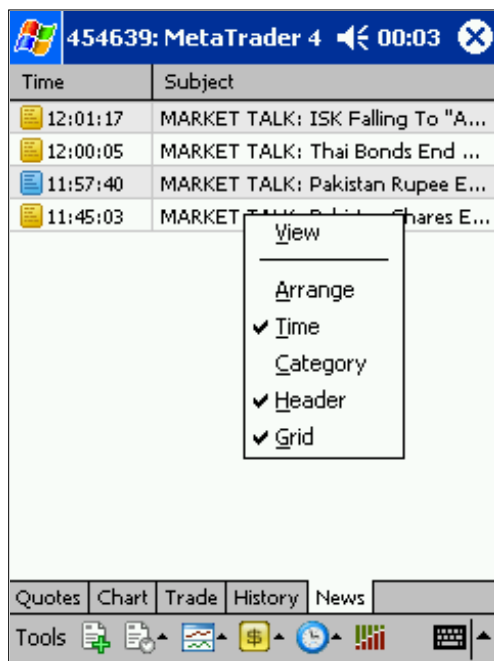 454639: MetaTrader 4 00:03
Time Subject
12:01:17 MARKET TALK: ISK Falling To "A...
12:00:05 MARKET TALK: Thai Bonds End ...
11:57:40 MARKET TALK: Pakistan Rupee E...
11:45:03 MARKET hares E...
View
Arrange
Time
Category
Header
Grid
Quotes Chart Trade History News
Tools